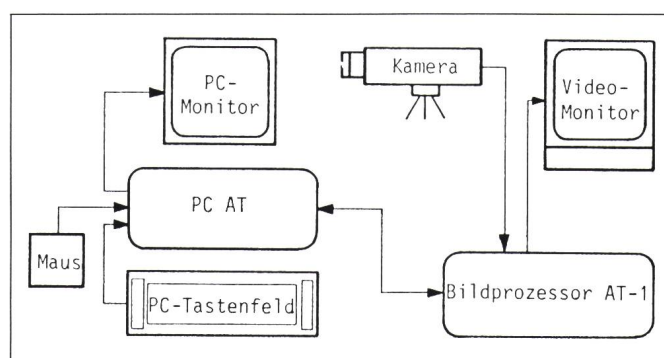 PC-
Monitor
Kamera
Video-
Monitor
PC AT
Maus
PC-Tastenfeld
Bildprozessor AT-1